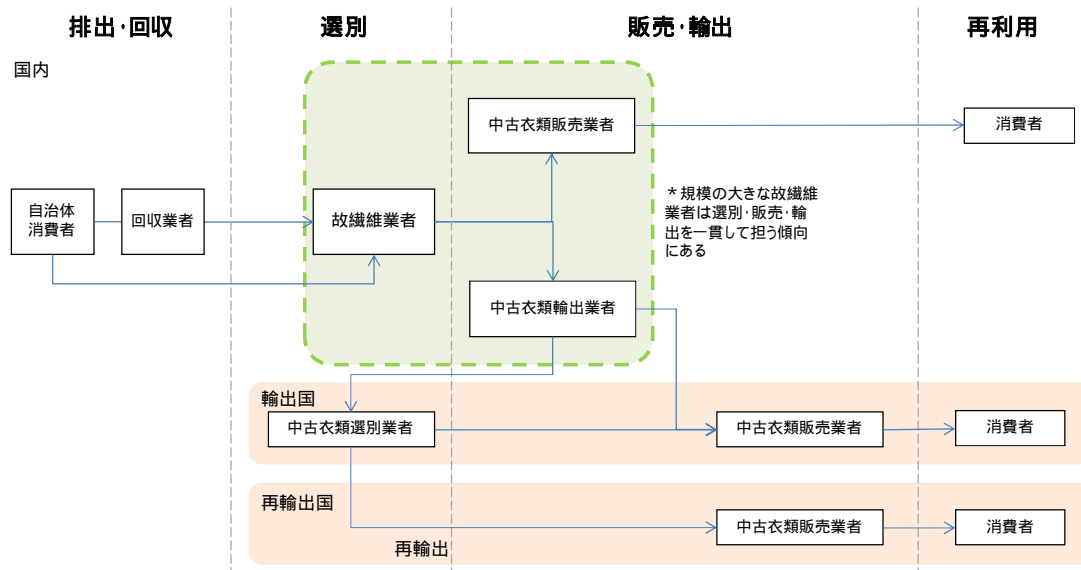 排出・回収
選別
販売・輸出
再利用
国内
中古衣類販売業者
消費者
自治体
消費者
回収業者
故繊維業者
＊規模の大きな故繊維
業者は選別・販売・輸
出を一貫して担う傾向
にある
中古衣類輸出業者
輸出国
中古衣類選別業者
中古衣類販売業者
消費者
再輸出国
中古衣類販売業者
消費者
再輸出